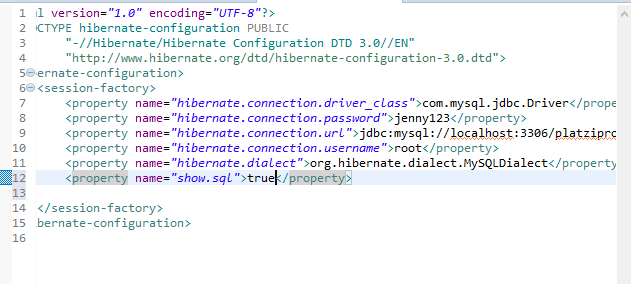 1 l version="1.0" encoding="UTF-8"?>
2 OCTYPE hibernate-configuration PUBLIC
3 "-//Hibernate/Hibernate Configuration DTD 3.0//EN"
4 "http://www.hibernate.org/dtd/hibernate-configuration-3.0.dtd">
5 ernate-configuration>
6 <session-factory>
7 <property name="hibernate.connection.driver_class">com.mysql.jdbc.Driver</prope
8 <property name="hibernate.connection.password">jenny123</property>
9 <property name="hibernate.connection.url">jdbc:mysql://localhost:3306/platzipro
10 <property name="hibernate.connection.username">root</property>
11 <property name="hibernate.dialect">org.hibernate.dialect.MySQLDialect</property
12 <property name="show.sql">true</property>
13
14 </session-factory>
15 bernate-configuration>
16